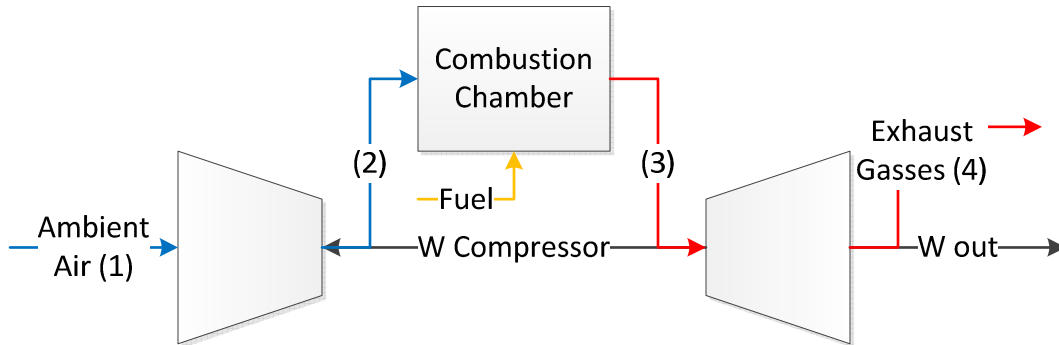 Combustion
Chamber
(2)
(3)
Fuel
Exhaust
Gasses (4)
Ambient
Air (1)
W Compressor
W out